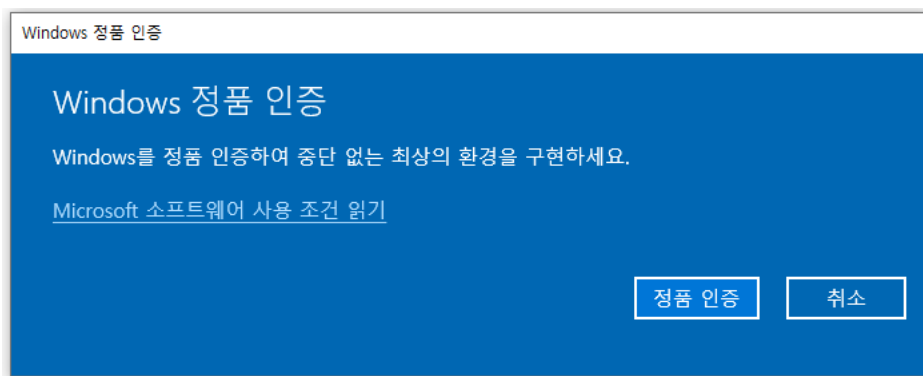 Windows 정품 인증
Windows 정품 인증
Windows를 정품 인증하여 중단 없는 최상의 환경을 구현하세요.
Microsoft 소프트웨어 사용 조건 읽기
정품 인증 취소